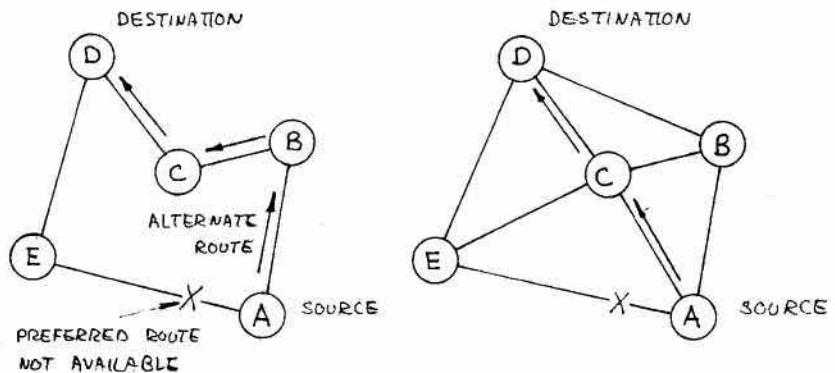 DESTINATION
D
B
C
ALTERNATE
ROUTE
E
X
A
SOURCE
PREFERRED ROUTE
NOT AVAILABLE
DESTINATION
D
B
C
E
X
A
SOURCE